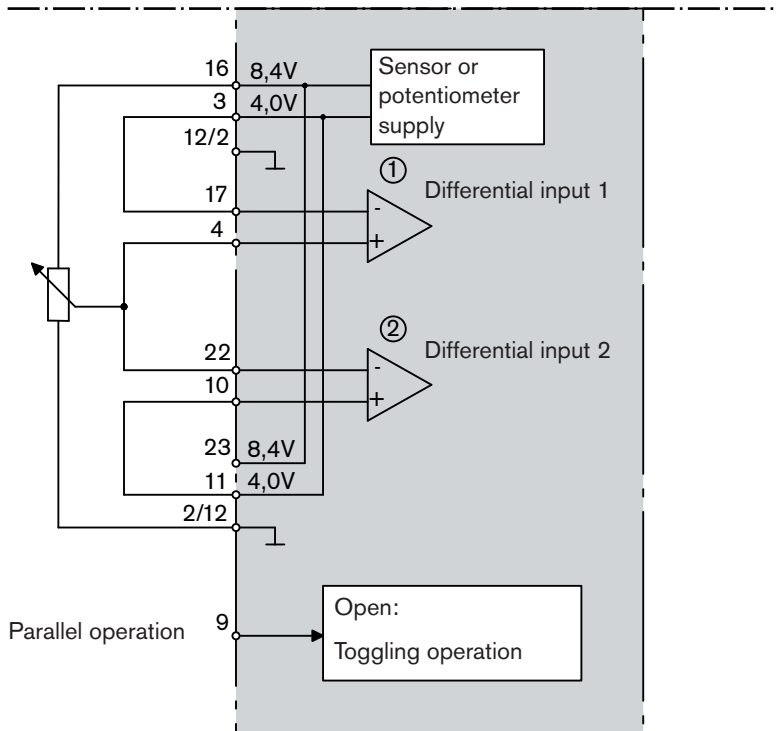 16 8,4V
3 4,0V
12/2
Sensor or
potentiometer
supply
1
Differential input 1
17 -
4 +
2
Differential input 2
22 -
10 +
23 8,4V
11 4,0V
2/12
Parallel operation 9
Open:
Toggling operation